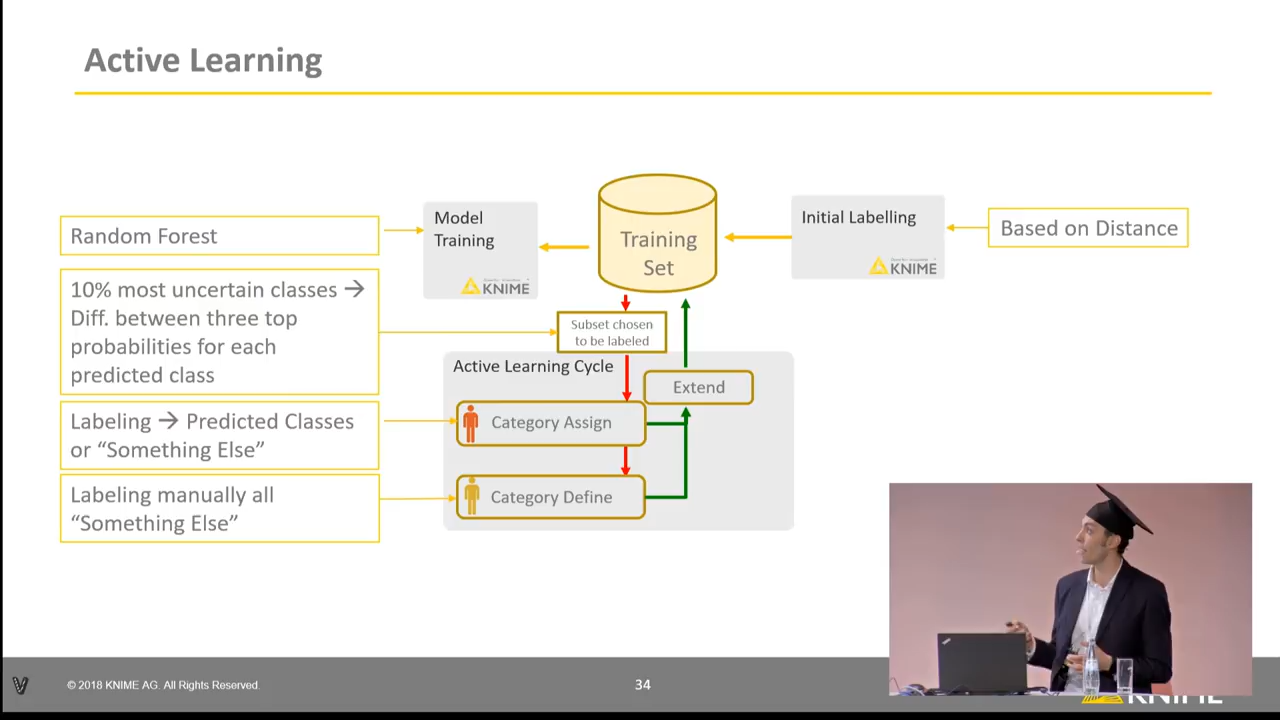 Active Learning
Random Forest
Model
Training
KNIME
Training
Set
Initial Labelling
KNIME
Based on Distance
10% most uncertain classes →
Diff. between three top
probabilities for each
predicted class
Subset chosen
to be labeled
Active Learning Cycle
Extend
Labeling → Predicted Classes
or “Something Else”
Category Assign
Labeling manually all
“Something Else”
Category Define
© 2018 KNIME AG. All Rights Reserved.
34
KNIME